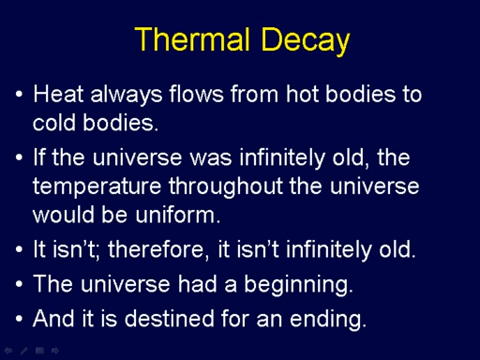 Thermal Decay
• Heat always flows from hot bodies to
cold bodies.
• If the universe was infinitely old, the
temperature throughout the universe
would be uniform.
• It isn't; therefore, it isn't infinitely old.
• The universe had a beginning.
• And it is destined for an ending.